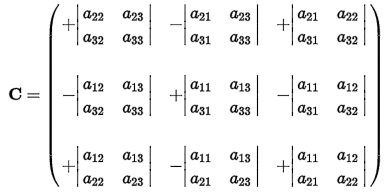 +| a₂₂ a₂₃ | −| a₂₁ a₂₃ | +| a₂₁ a₂₂ |
| a₃₂ a₃₃ | | a₃₁ a₃₃ | | a₃₁ a₃₂ |
C = −| a₁₂ a₁₃ | +| a₁₁ a₁₃ | −| a₁₁ a₁₂ |
| a₃₂ a₃₃ | | a₃₁ a₃₃ | | a₃₁ a₃₂ |
+| a₁₂ a₁₃ | −| a₁₁ a₁₃ | +| a₁₁ a₁₂ |
| a₂₂ a₂₃ | | a₂₁ a₂₃ | | a₂₁ a₂₂ |